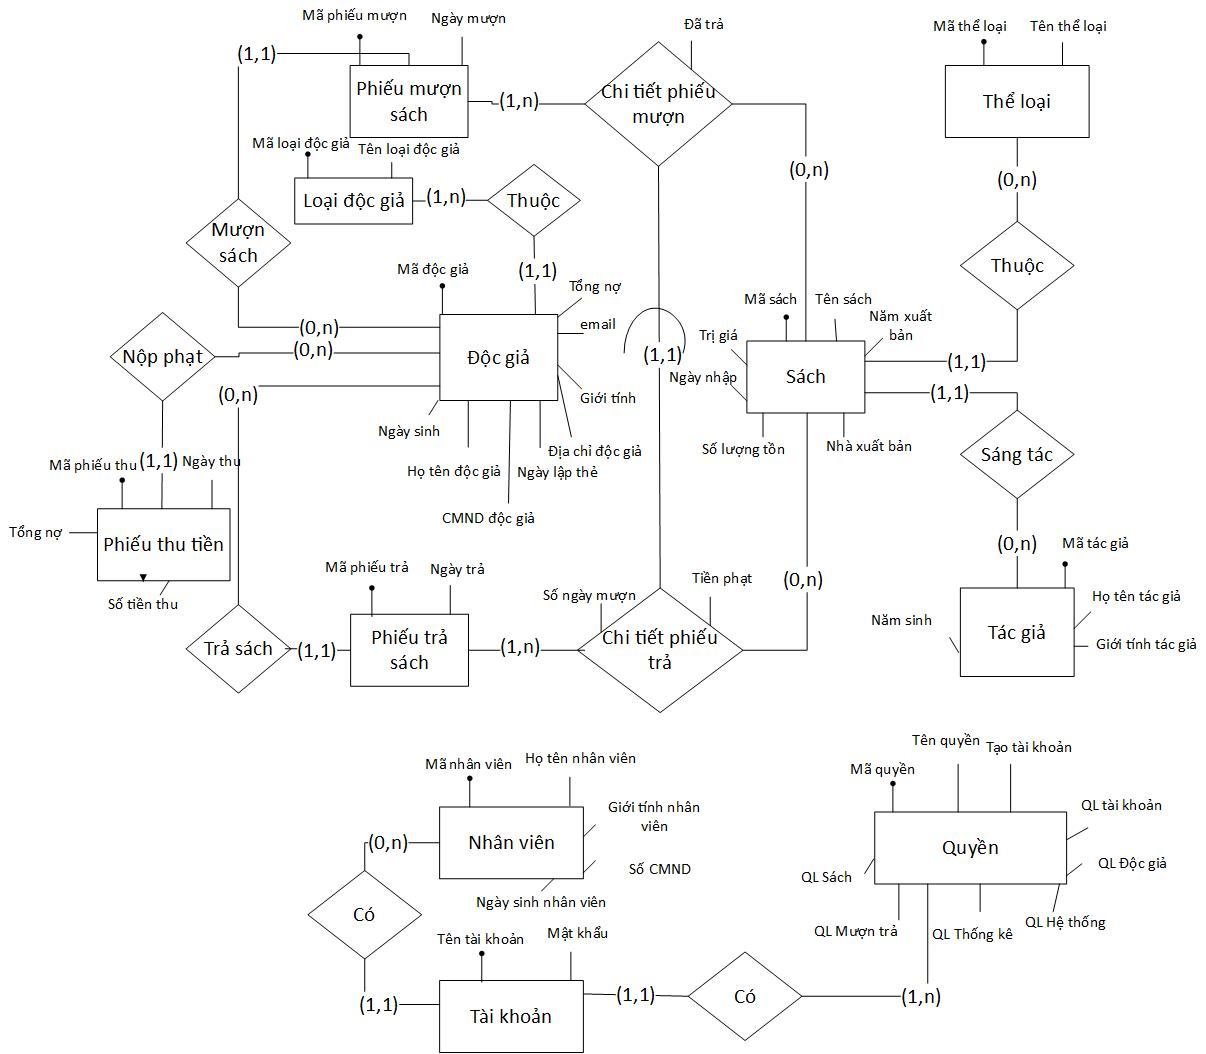 Mã phiếu mượn
Ngày mượn
Đã trả
Mã thể loại
Tên thể loại
(1,1)
Phiếu mượn
sách
(1,n)
Chi tiết phiếu
mượn
Thể loại
Mã loại độc giả
Tên loại độc giả
(0,n)
(0,n)
Loại độc giả
(1,n)
Thuộc
Mượn
sách
Thuộc
Mã độc giả
(1,1)
Tổng nợ
Mã sách
Tên sách
Năm xuất
bản
(0,n)
email
Trị giá
Nộp phạt
(0,n)
Độc giả
(1,1)
Sách
(1,1)
Ngày nhập
(0,n)
Giới tính
(1,1)
Ngày sinh
Địa chỉ độc giả
Số lượng tồn
Nhà xuất bản
Sáng tác
Mã phiếu thu
(1,1)
Ngày thu
Họ tên độc giả
Ngày lập thẻ
CMND độc giả
Tổng nợ
Phiếu thu tiền
(0,n)
Mã tác giả
Mã phiếu trả
Ngày trả
Tiền phạt
(0,n)
Số tiền thu
Số ngày mượn
Họ tên tác giả
Năm sinh
Trả sách
(1,1)
Phiếu trả
sách
(1,n)
Chi tiết phiếu
trả
Tác giả
Giới tính tác giả
Tên quyền
Tạo tài khoản
Mã nhân viên
Họ tên nhân viên
Mã quyền
Giới tính nhân
viên
QL tài khoản
(0,n)
Nhân viên
Quyền
Số CMND
QL Sách
QL Độc giả
Ngày sinh nhân viên
Có
QL Mượn trả
QL Thống kê
QL Hệ thống
Tên tài khoản
Mật khẩu
(1,1)
Tài khoản
(1,1)
Có
(1,n)